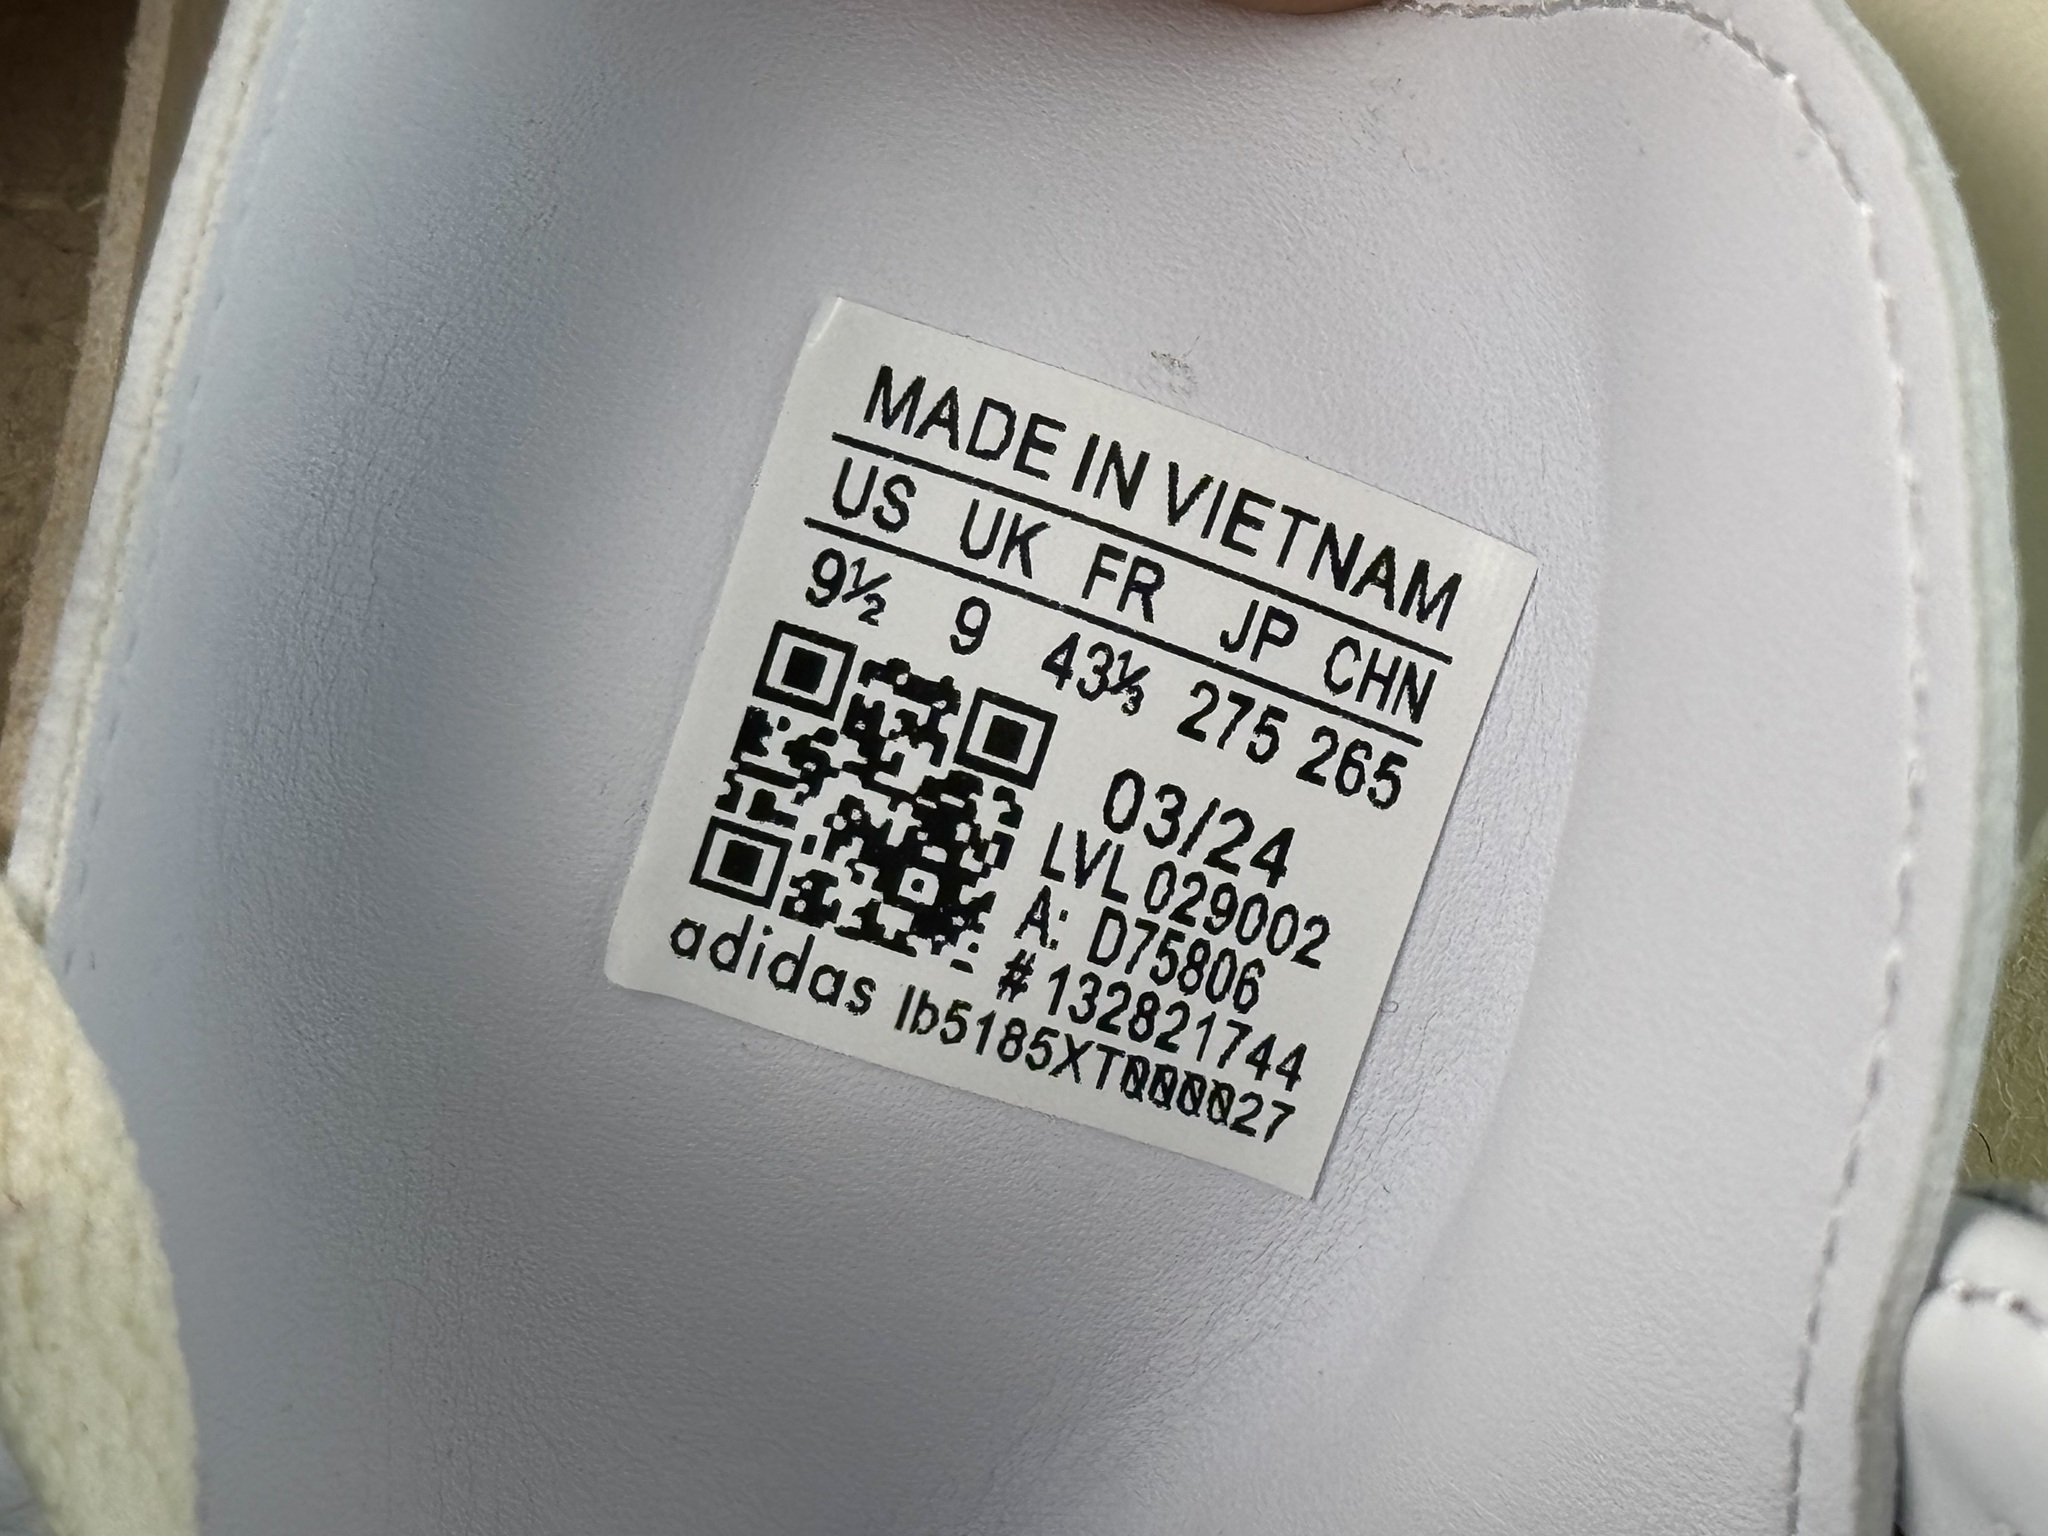 MADE IN VIETNAM
US UK FR JP CHN
9½ 9 43⅓ 275 265
03/24
LVL 029002
A: D75806
# 132821744
adidas lb5185XT000027